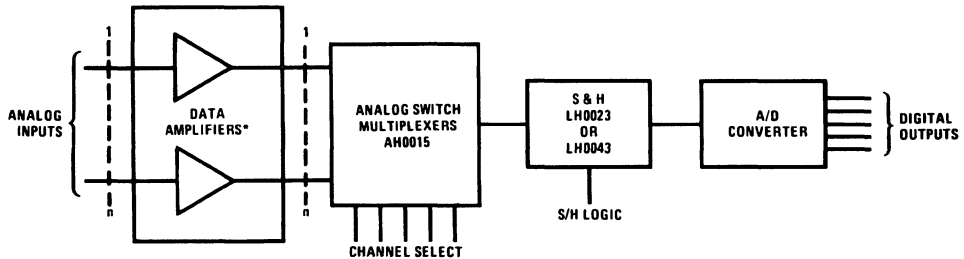 1
1
ANALOG
INPUTS
n
DATA
AMPLIFIERS*
n
ANALOG SWITCH
MULTIPLEXERS
AH0015
CHANNEL SELECT
S & H
LH0023
OR
LH0043
S/H LOGIC
A/D
CONVERTER
DIGITAL
OUTPUTS